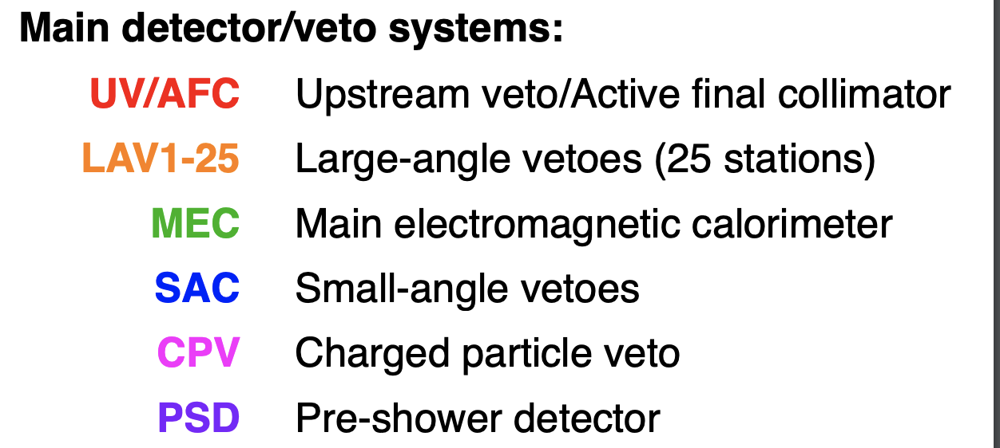 Main detector/veto systems:
UV/AFC Upstream veto/Active final collimator
LAV1-25 Large-angle vetoes (25 stations)
MEC Main electromagnetic calorimeter
SAC Small-angle vetoes
CPV Charged particle veto
PSD Pre-shower detector